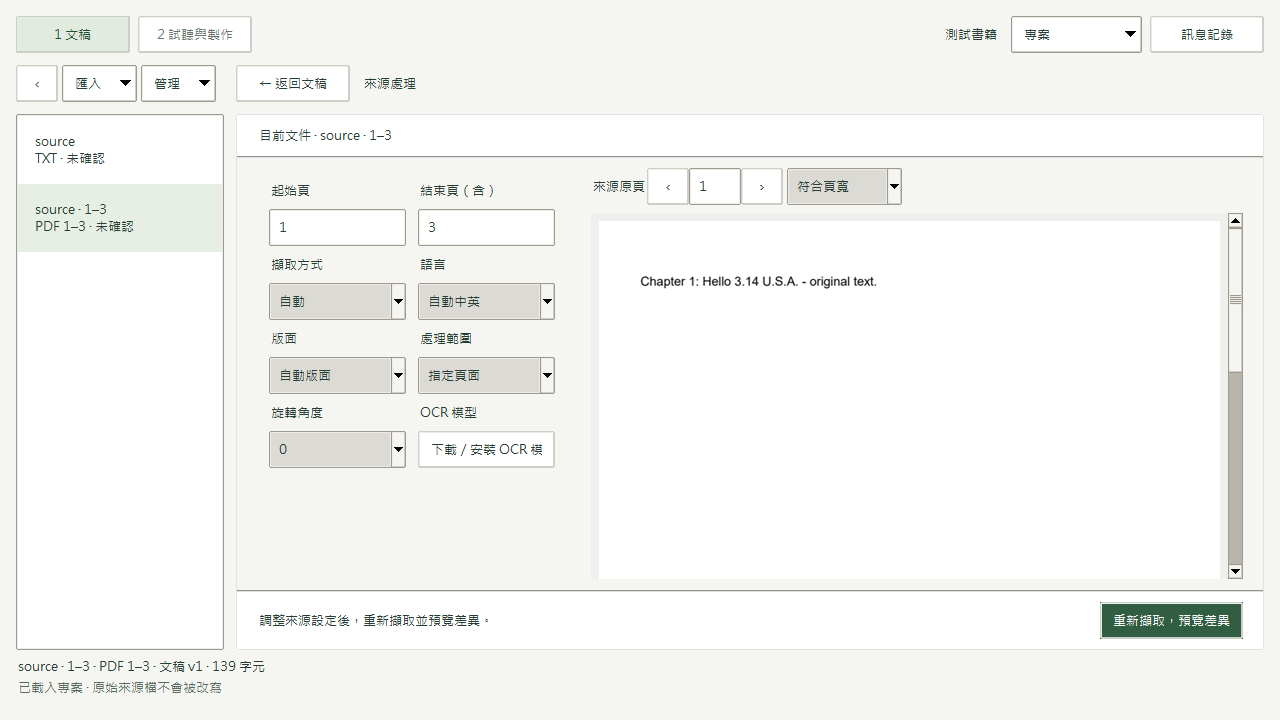 1 文稿
2 試聽與製作
測試書籍
專案
訊息記錄
‹
匯入
管理
← 返回文稿
來源處理
source
TXT · 未確認
source · 1–3
PDF 1–3 · 未確認
目前文件 · source · 1–3
起始頁
結束頁（含）
1
3
擷取方式
語言
自動
自動中英
版面
處理範圍
自動版面
指定頁面
旋轉角度
OCR 模型
0
下載 / 安裝 OCR 模
來源原頁
‹
1
›
符合頁寬
Chapter 1: Hello 3.14 U.S.A. - original text.
調整來源設定後，重新擷取並預覽差異。
重新擷取，預覽差異
source · 1–3 · PDF 1–3 · 文稿 v1 · 139 字元
已載入專案 · 原始來源檔不會被改寫